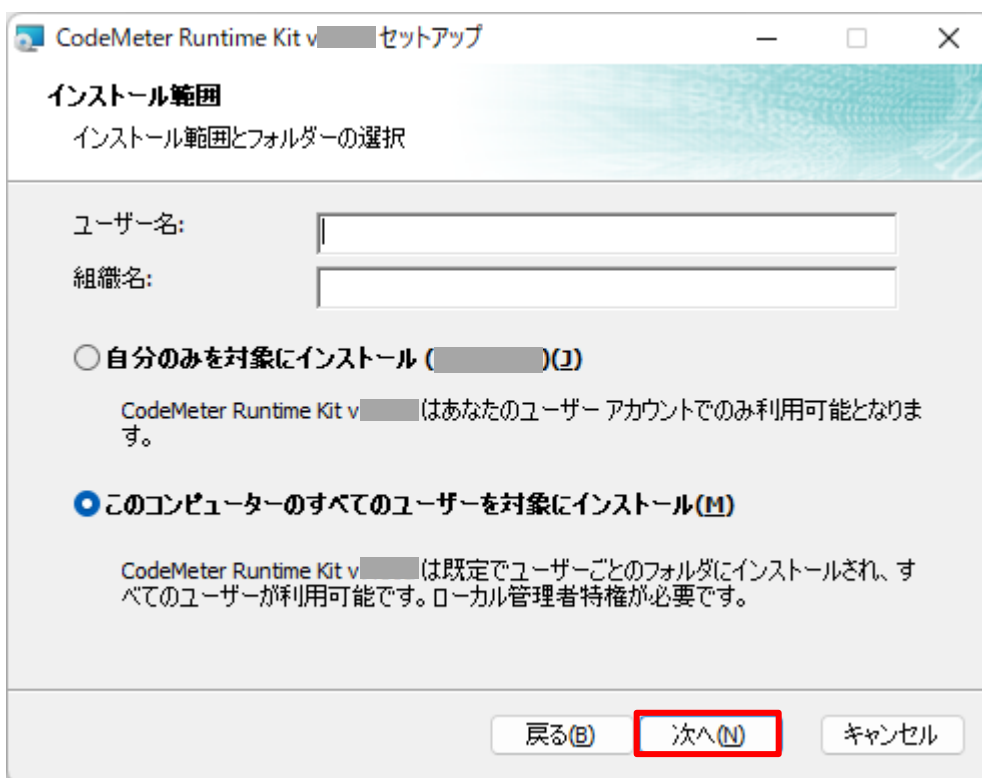 CodeMeter Runtime Kit v セットアップ
インストール範囲
インストール範囲とフォルダーの選択
ユーザー名:
組織名:
自分のみを対象にインストール ( )(J)
CodeMeter Runtime Kit v はあなたのユーザー アカウントでのみ利用可能となりま
す。
このコンピューターのすべてのユーザーを対象にインストール(M)
CodeMeter Runtime Kit v は既定でユーザーごとのフォルダにインストールされ、す
べてのユーザーが利用可能です。ローカル管理者特権が必要です。
戻る(B) 次へ(N) キャンセル